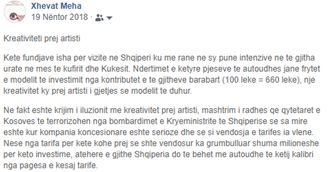 Xhevat Meha
19 Nëntor 2018 ·
Kreativiteti prej artisti
Kete fundjave isha per vizite ne Shqiperi ku me rane ne sy pune intenzive ne te gjitha
urate ne mes te kufirit dhe Kukesit. Ndertimet e ketyre pjeseve te autoudhes jane frytet
e modelit te investimit nga kontributet e te gjitheve barabart (100 leke = 660 leke), nje
kreativitet ky prej artisti i gjetjes se modelit te duhur.
Ne fakt eshte krijim i iluzionit me kreativitet prej artisti, mashtrim i radhes qe qytetaret e
Kosoves te terrorizohen nga bombardimet e Kryeministrite te Shqiperise se sa mire
eshte kur kompania koncesionare eshte serioze dhe se si vendosja e tarifes ia vlene.
Nese nga tarifa per kete kohe prej se shte vendosur ka grumbulluar shuma milioneshe
per keto investime, atehere e gjithe Shqiperia do te behet me autoudhe te ketij kalibri
nga pagesa e kesaj tarife.